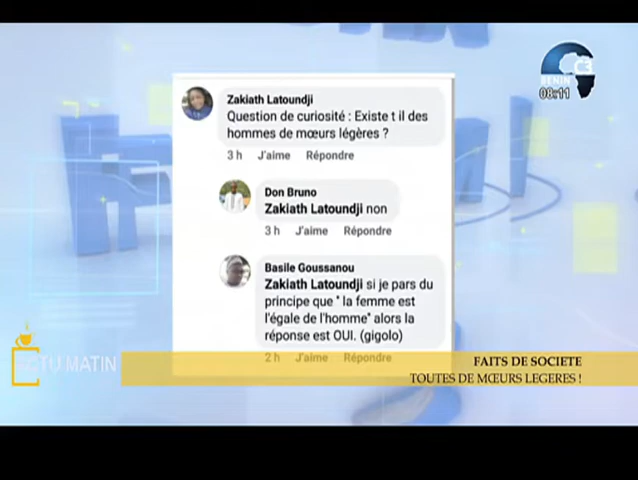 C3
BENIN
08:11
Zakiath Latoundji
Question de curiosité : Existe t il des
hommes de mœurs légères ?
3 h J'aime Répondre
Don Bruno
Zakiath Latoundji non
3 h J'aime Répondre
Basile Goussanou
Zakiath Latoundji si je pars du
principe que " la femme est
l'égale de l'homme" alors la
réponse est OUI. (gigolo)
2 h J'aime Répondre
TU MATIN
FAITS DE SOCIETE
TOUTES DE MŒURS LEGERES !